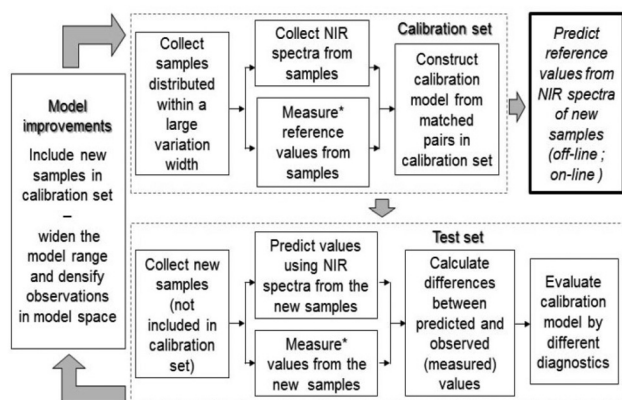 Model
improvements
Include new
samples in
calibration set
–
widen the
model range
and densify
observations
in model space
Collect
samples
distributed
within a
large
variation
width
Collect NIR
spectra from
samples
Measure*
reference
values from
samples
Calibration set
Construct
calibration
model from
matched
pairs in
calibration set
Predict
reference
values from
NIR spectra
of new
samples
(off-line ;
on-line )
Collect new
samples (not
included in
calibration
set)
Predict values
using NIR
spectra from the
new samples
Measure*
values from the
new samples
Test set
Calculate
differences
between
predicted and
observed
(measured)
values
Evaluate
calibration
model by
different
diagnostics